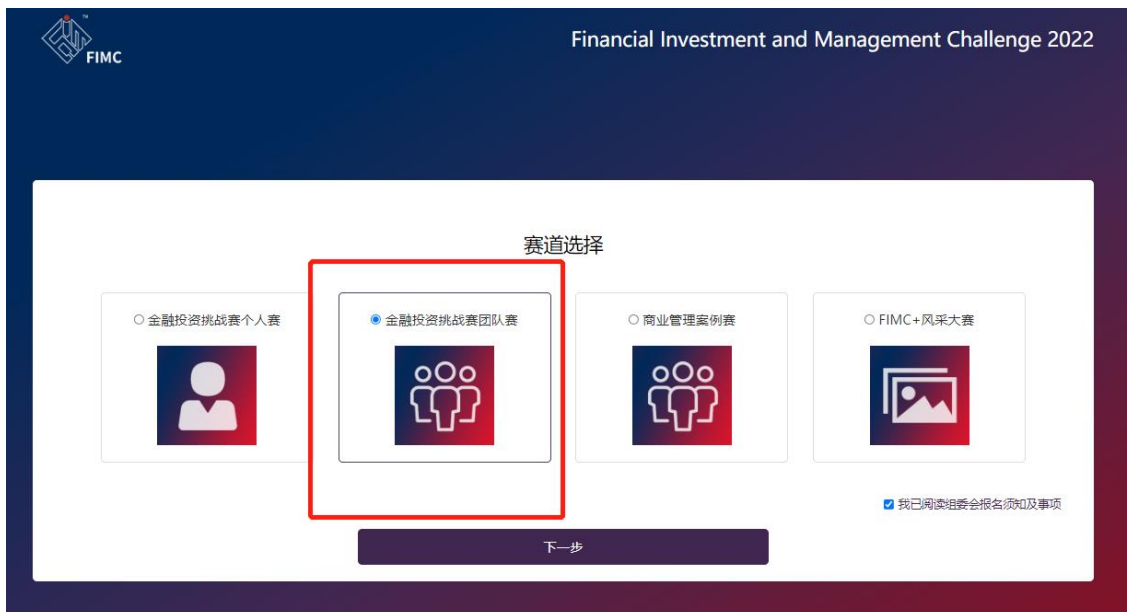 FIMC
TM
Financial Investment and Management Challenge 2022
赛道选择
金融投资挑战赛个人赛
金融投资挑战赛团队赛
商业管理案例赛
FIMC+风采大赛
我已阅读组委会报名须知及事项
下一步